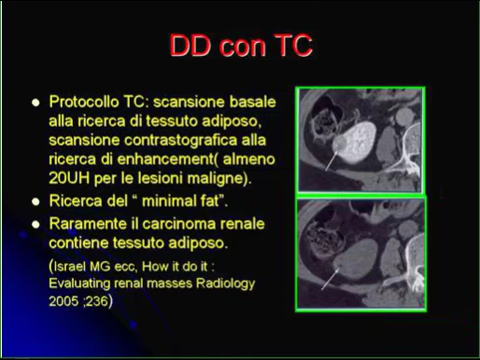 DD con TC
Protocollo TC: scansione basale
alla ricerca di tessuto adiposo,
scansione contrastografica alla
ricerca di enhancement( almeno
20UH per le lesioni maligne).
Ricerca del “ minimal fat”.
Raramente il carcinoma renale
contiene tessuto adiposo.
(Israel MG ecc, How it do it :
Evaluating renal masses Radiology
2005 ;236)